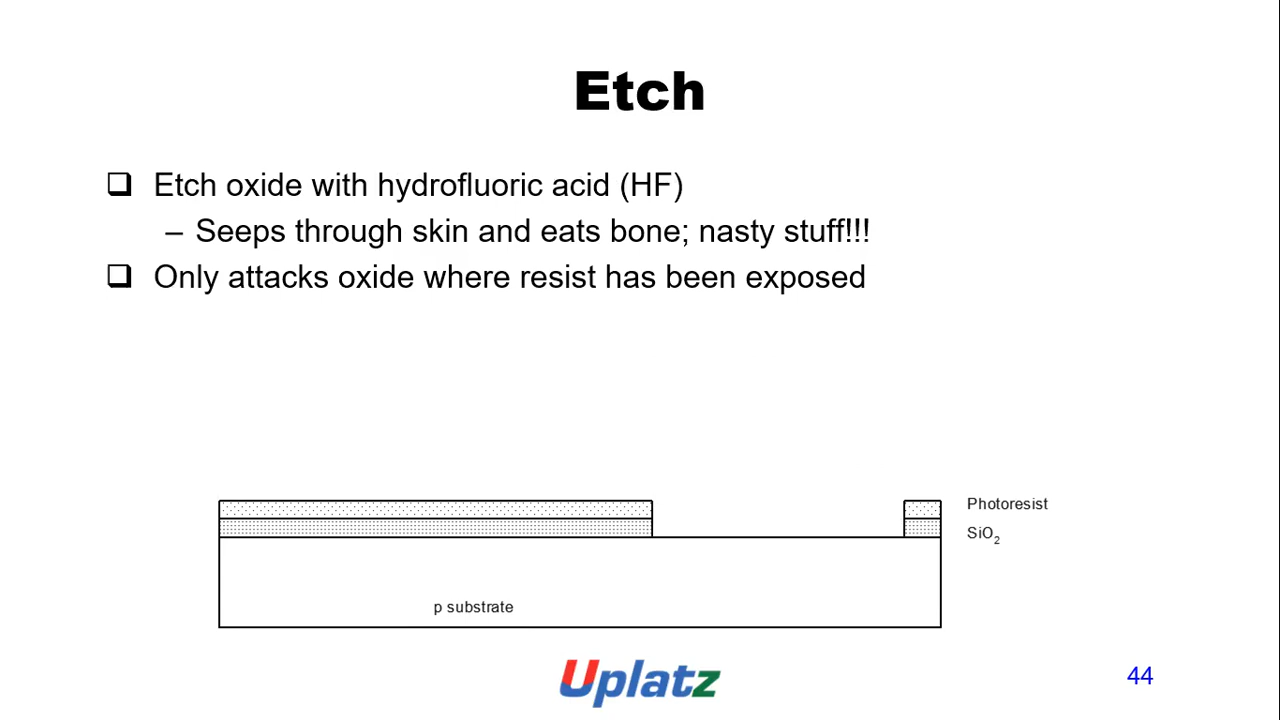 Etch
❑ Etch oxide with hydrofluoric acid (HF)
– Seeps through skin and eats bone; nasty stuff!!!
❑ Only attacks oxide where resist has been exposed
Photoresist
SiO₂
p substrate
Uplatz
44